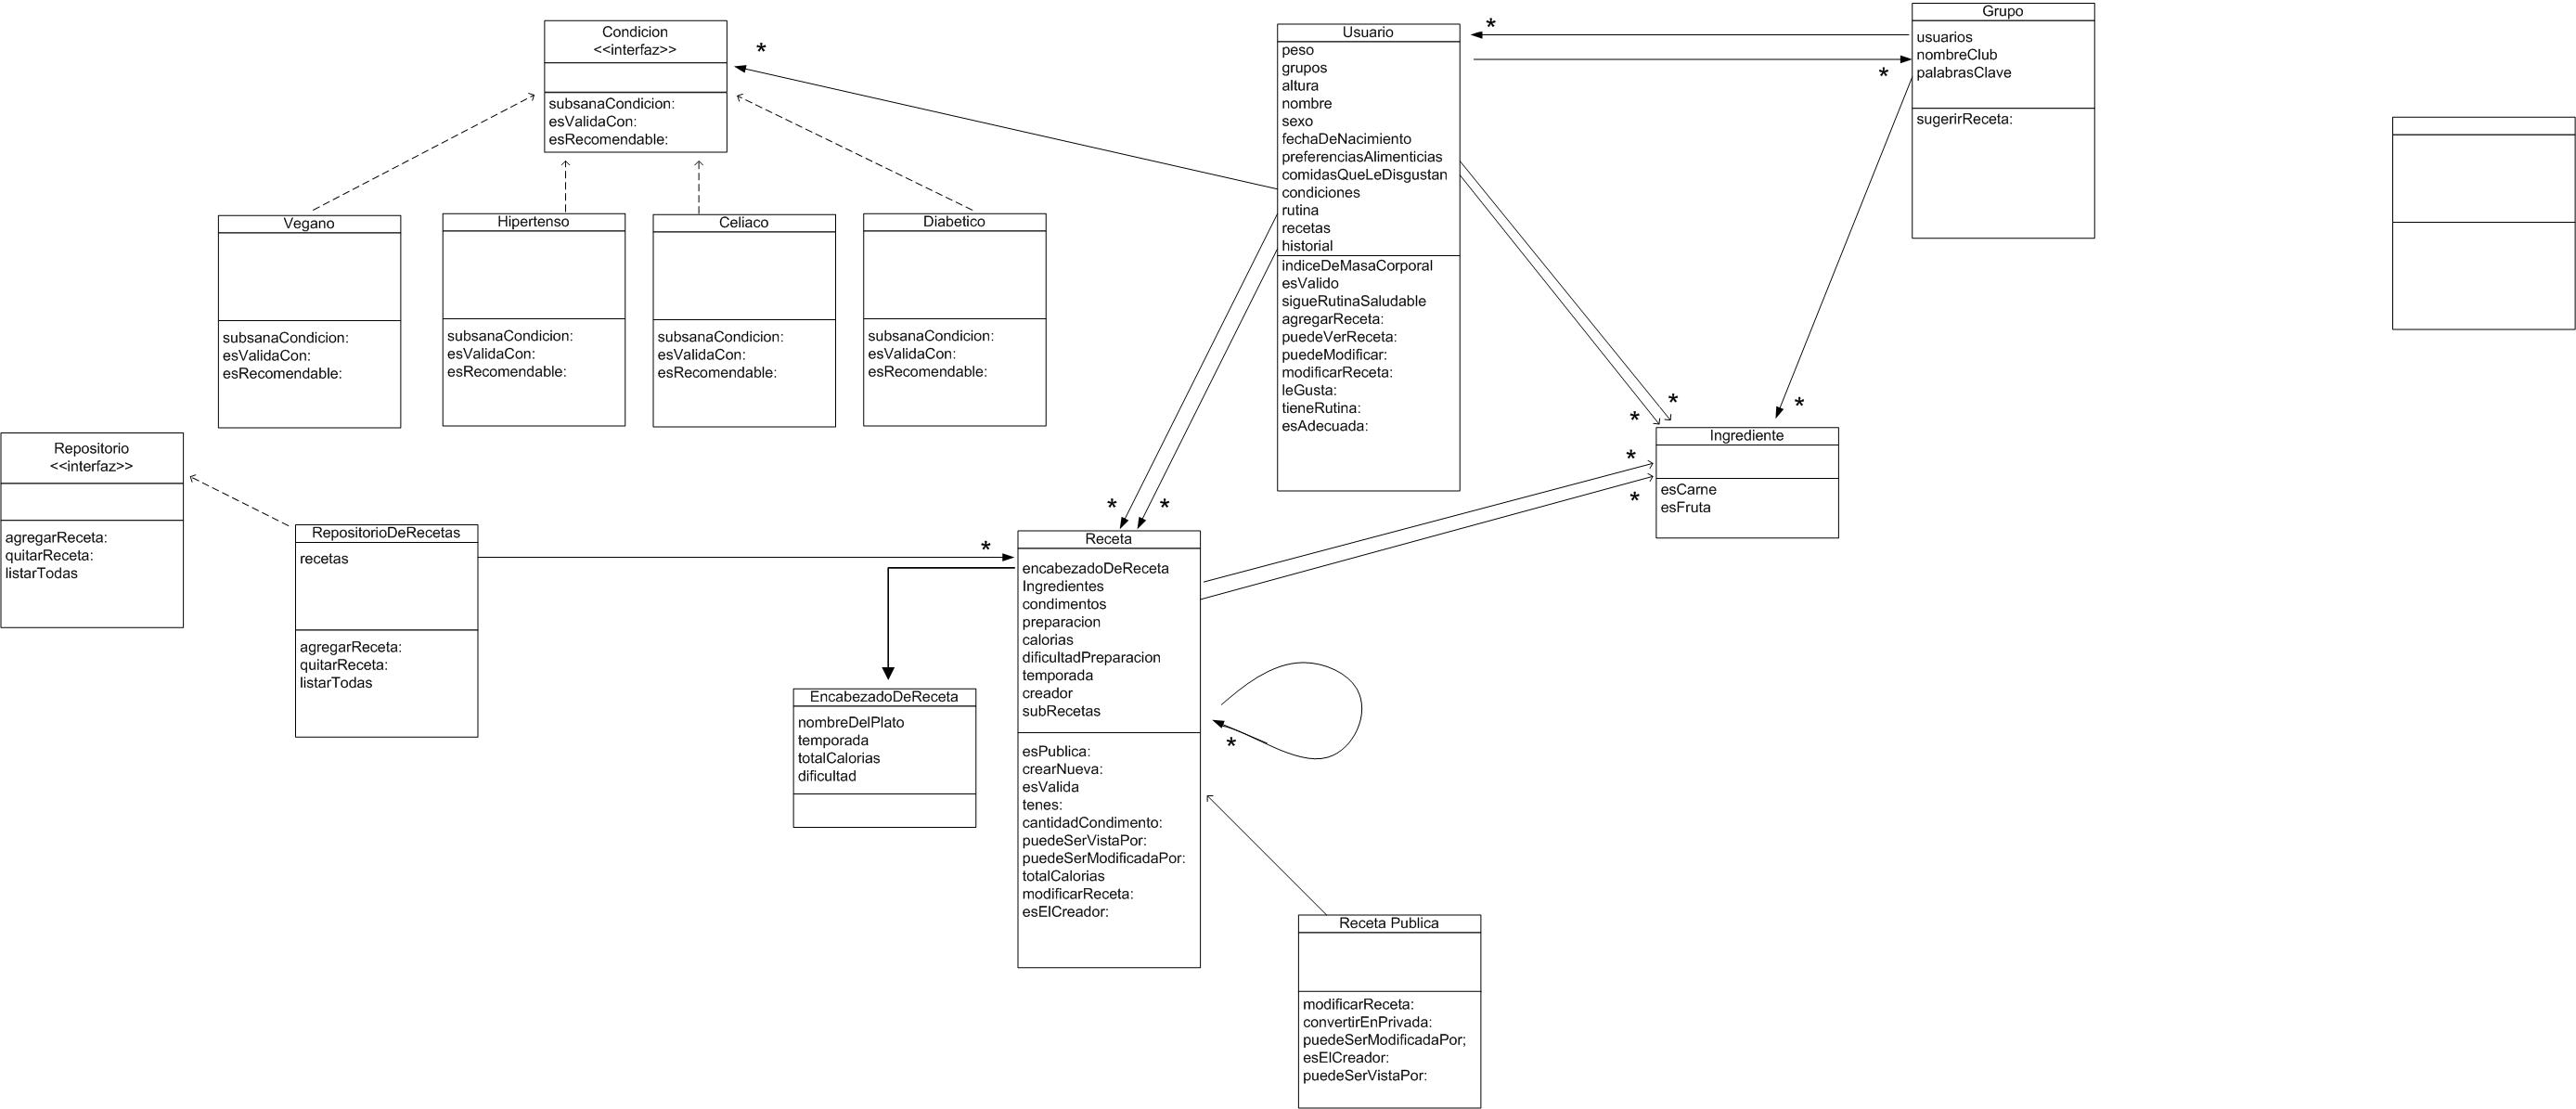 Condicion
<<interfaz>>
subsanaCondicion:
esValidaCon:
esRecomendable:
*
Usuario
peso
grupos
altura
nombre
sexo
fechaDeNacimiento
preferenciasAlimenticias
comidasQueLeDisgustan
condiciones
rutina
recetas
historial
indiceDeMasaCorporal
esValido
sigueRutinaSaludable
agregarReceta:
puedeVerReceta:
puedeModificar:
modificarReceta:
leGusta:
tieneRutina:
esAdecuada:
*
*
Grupo
usuarios
nombreClub
palabrasClave
sugerirReceta:
Vegano
subsanaCondicion:
esValidaCon:
esRecomendable:
Hipertenso
subsanaCondicion:
esValidaCon:
esRecomendable:
Celiaco
subsanaCondicion:
esValidaCon:
esRecomendable:
Diabetico
subsanaCondicion:
esValidaCon:
esRecomendable:
*
*
*
Ingrediente
esCarne
esFruta
*
*
Repositorio
<<interfaz>>
agregarReceta:
quitarReceta:
listarTodas
RepositorioDeRecetas
recetas
agregarReceta:
quitarReceta:
listarTodas
*
*
*
Receta
encabezadoDeReceta
Ingredientes
condimentos
preparacion
calorias
dificultadPreparacion
temporada
creador
subRecetas
esPublica:
crearNueva:
esValida
tenes:
cantidadCondimento:
puedeSerVistaPor:
puedeSerModificadaPor:
totalCalorias
modificarReceta:
esElCreador:
*
EncabezadoDeReceta
nombreDelPlato
temporada
totalCalorias
dificultad
Receta Publica
modificarReceta:
convertirEnPrivada:
puedeSerModificadaPor;
esElCreador:
puedeSerVistaPor: